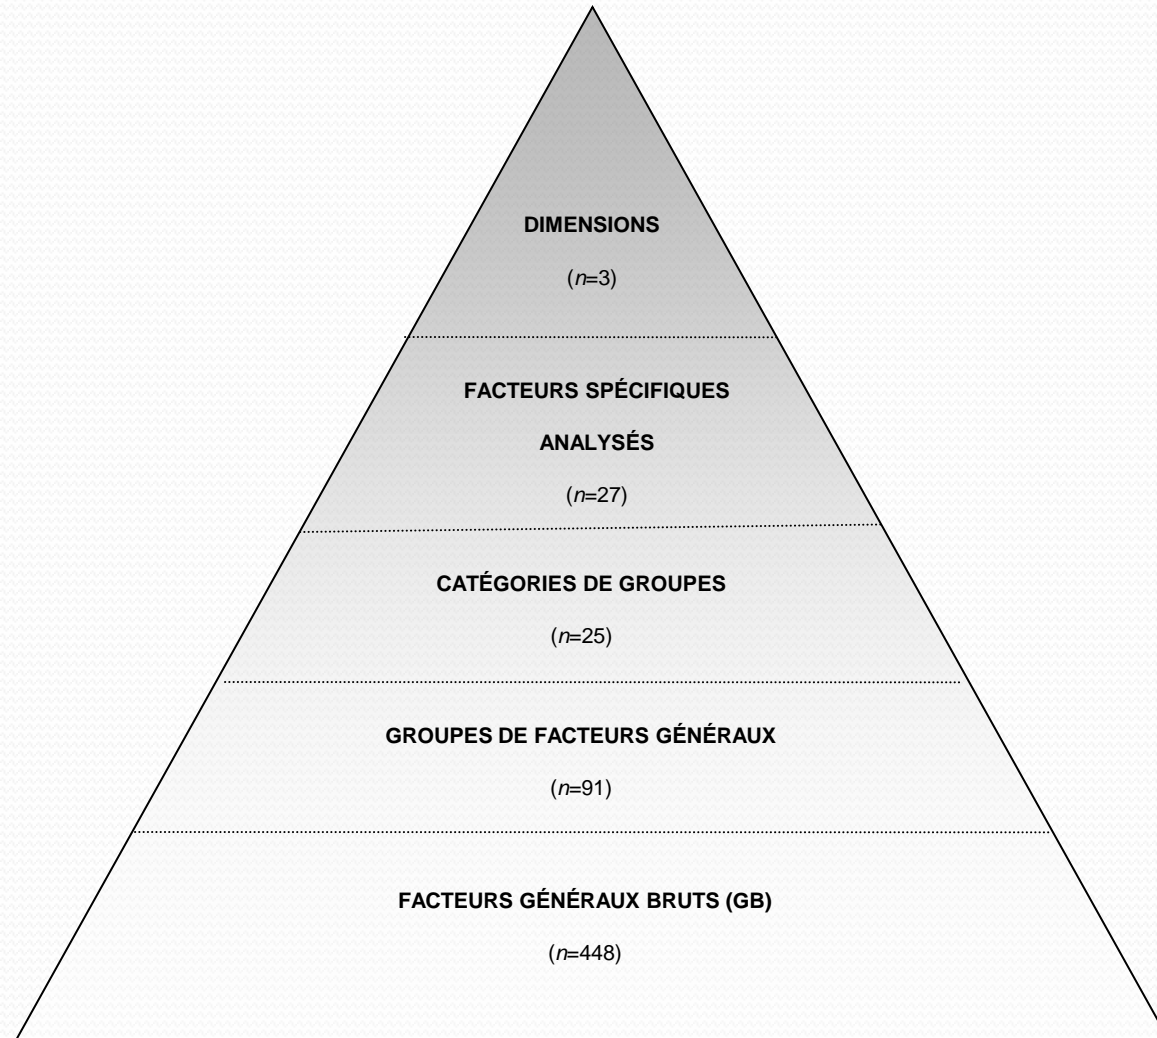 DIMENSIONS
(n=3)
FACTEURS SPÉCIFIQUES
ANALYSÉS
(n=27)
CATÉGORIES DE GROUPES
(n=25)
GROUPES DE FACTEURS GÉNÉRAUX
(n=91)
FACTEURS GÉNÉRAUX BRUTS (GB)
(n=448)